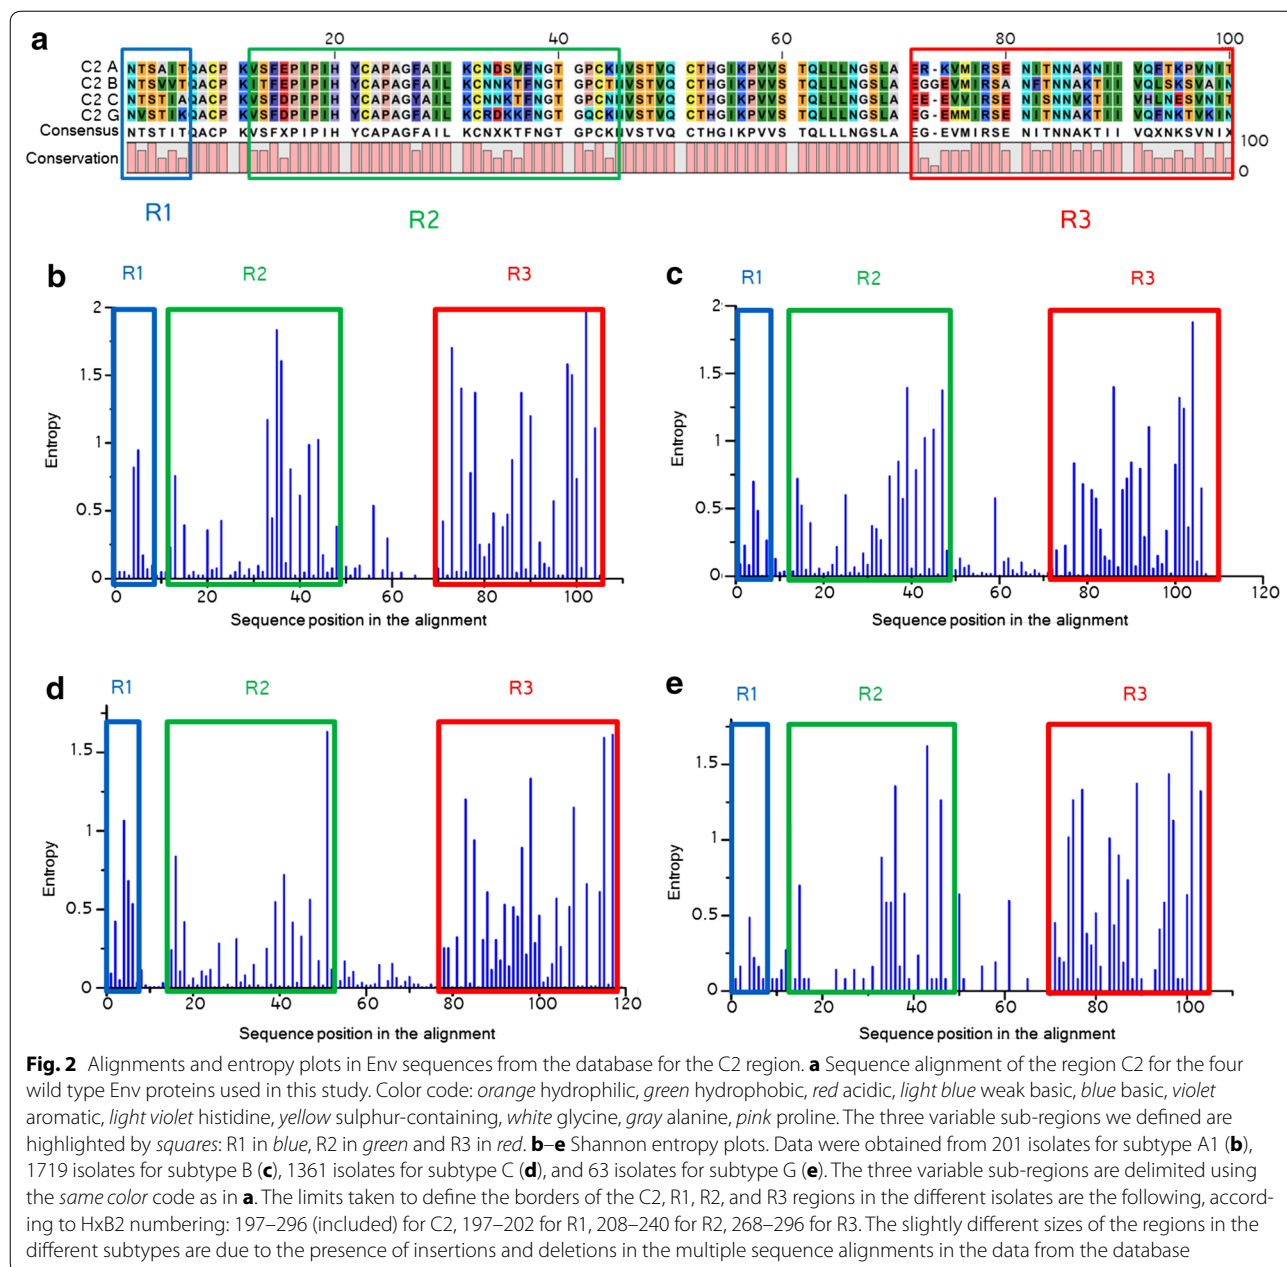 a
20 40 60 80 100
C2 A NTSAITQACP KVSFEPIPIH YCAPAGFAIL KCNDSVFNGT GPCKNVSTVQ CTHGIKPVVS TQLLLNGSLA ER-KVMIRSE NITNNAKNII VQFTKPVNIT
C2 B NTSVVTQACP KITFEPIPIH YCAPAGFAIL KCNNKTFNGT GPCKNVSTVQ CTHGIKPVVS TQLLLNGSLA EGGEVMIRSA NFTNNAKTII VQLSKSVAIN
C2 C NTSTIAQACP KVSFDPIPIH YCAPAGYAIL KCNNKTFNGT GPCNNVSTVQ CTHGIKPVVS TQLLLNGSLA EE-EVVIRSE NISNNVKTII VHLNESVNIT
C2 G NVSTIKQACP KVSFDPIPIH YCAPAGFAIL KCRDKKFNGT GQCKNVSTVQ CTHGIKPVVS TQLLLNGSLA EG-EMMIRSE NITNNTKTII VQFNKTVKIN
Consensus NTSTITQACP KVSFXPIPIH YCAPAGFAIL KCNXKTFNGT GPCKNVSTVQ CTHGIKPVVS TQLLLNGSLA EG-EVMIRSE NITNNAKTII VQXNKSVNIX
Conservation 100
0
R1 R2 R3
b R1 R2 R3
2
1.5
1
0.5
0
Entropy
0 20 40 60 80 100
Sequence position in the alignment
c R1 R2 R3
2
1.5
1
0.5
0
Entropy
0 20 40 60 80 100 120
Sequence position in the alignment
d R1 R2 R3
1.5
1
0.5
0
Entropy
0 20 40 60 80 100 120
Sequence position in the alignment
e R1 R2 R3
1.5
1
0.5
0
Entropy
0 20 40 60 80 100
Sequence position in the alignment
Fig. 2 Alignments and entropy plots in Env sequences from the database for the C2 region. a Sequence alignment of the region C2 for the four
wild type Env proteins used in this study. Color code: orange hydrophilic, green hydrophobic, red acidic, light blue weak basic, blue basic, violet
aromatic, light violet histidine, yellow sulphur-containing, white glycine, gray alanine, pink proline. The three variable sub-regions we defined are
highlighted by squares: R1 in blue, R2 in green and R3 in red. b–e Shannon entropy plots. Data were obtained from 201 isolates for subtype A1 (b),
1719 isolates for subtype B (c), 1361 isolates for subtype C (d), and 63 isolates for subtype G (e). The three variable sub-regions are delimited using
the same color code as in a. The limits taken to define the borders of the C2, R1, R2, and R3 regions in the different isolates are the following, accord-
ing to HxB2 numbering: 197–296 (included) for C2, 197–202 for R1, 208–240 for R2, 268–296 for R3. The slightly different sizes of the regions in the
different subtypes are due to the presence of insertions and deletions in the multiple sequence alignments in the data from the database